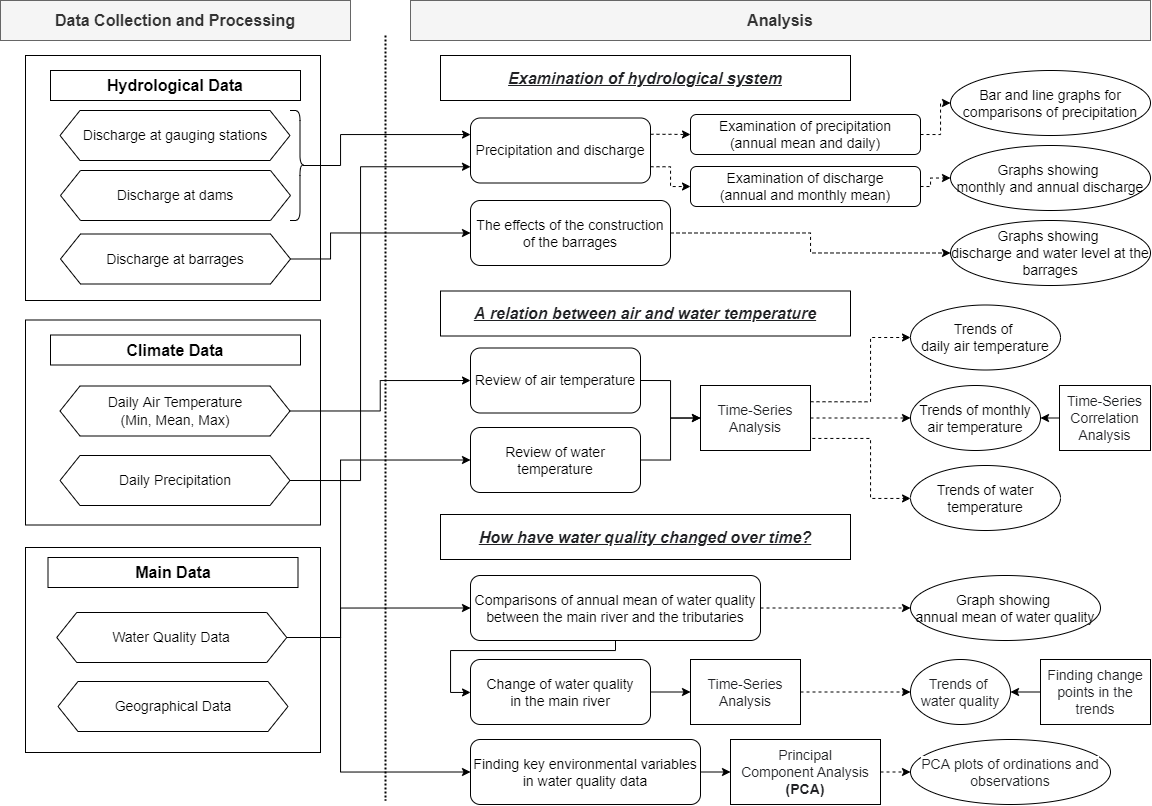 Data Collection and Processing
Analysis
Hydrological Data
Discharge at gauging stations
Discharge at dams
Discharge at barrages
Climate Data
Daily Air Temperature
(Min, Mean, Max)
Daily Precipitation
Main Data
Water Quality Data
Geographical Data
Examination of hydrological system
Precipitation and discharge
Examination of precipitation
(annual mean and daily)
Bar and line graphs for
comparisons of precipitation
Examination of discharge
(annual and monthly mean)
Graphs showing
monthly and annual discharge
The effects of the construction
of the barrages
Graphs showing
discharge and water level at the
barrages
A relation between air and water temperature
Review of air temperature
Review of water
temperature
Time-Series
Analysis
Trends of
daily air temperature
Trends of monthly
air temperature
Time-Series
Correlation
Analysis
Trends of water
temperature
How have water quality changed over time?
Comparisons of annual mean of water quality
between the main river and the tributaries
Graph showing
annual mean of water quality
Change of water quality
in the main river
Time-Series
Analysis
Trends of
water quality
Finding change
points in the
trends
Finding key environmental variables
in water quality data
Principal
Component Analysis
(PCA)
PCA plots of ordinations and
observations